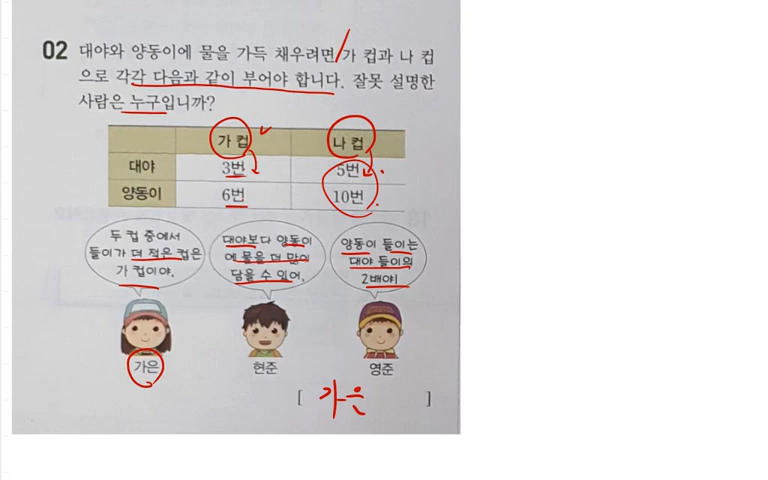 02 대야와 양동이에 물을 가득 채우려면 가 컵과 나 컵
으로 각각 다음과 같이 부어야 합니다. 잘못 설명한
사람은 누구입니까?
가 컵 나 컵
대야 3번 5번
양동이 6번 10번
두 컵 중에서
들이가 더 적은 컵은
가 컵이야.
대야보다 양동이
에 물을 더 많이
담을 수 있어.
양동이 들이는
대야 들이의
2배야!
가은 현준 영준
[ 가은 ]